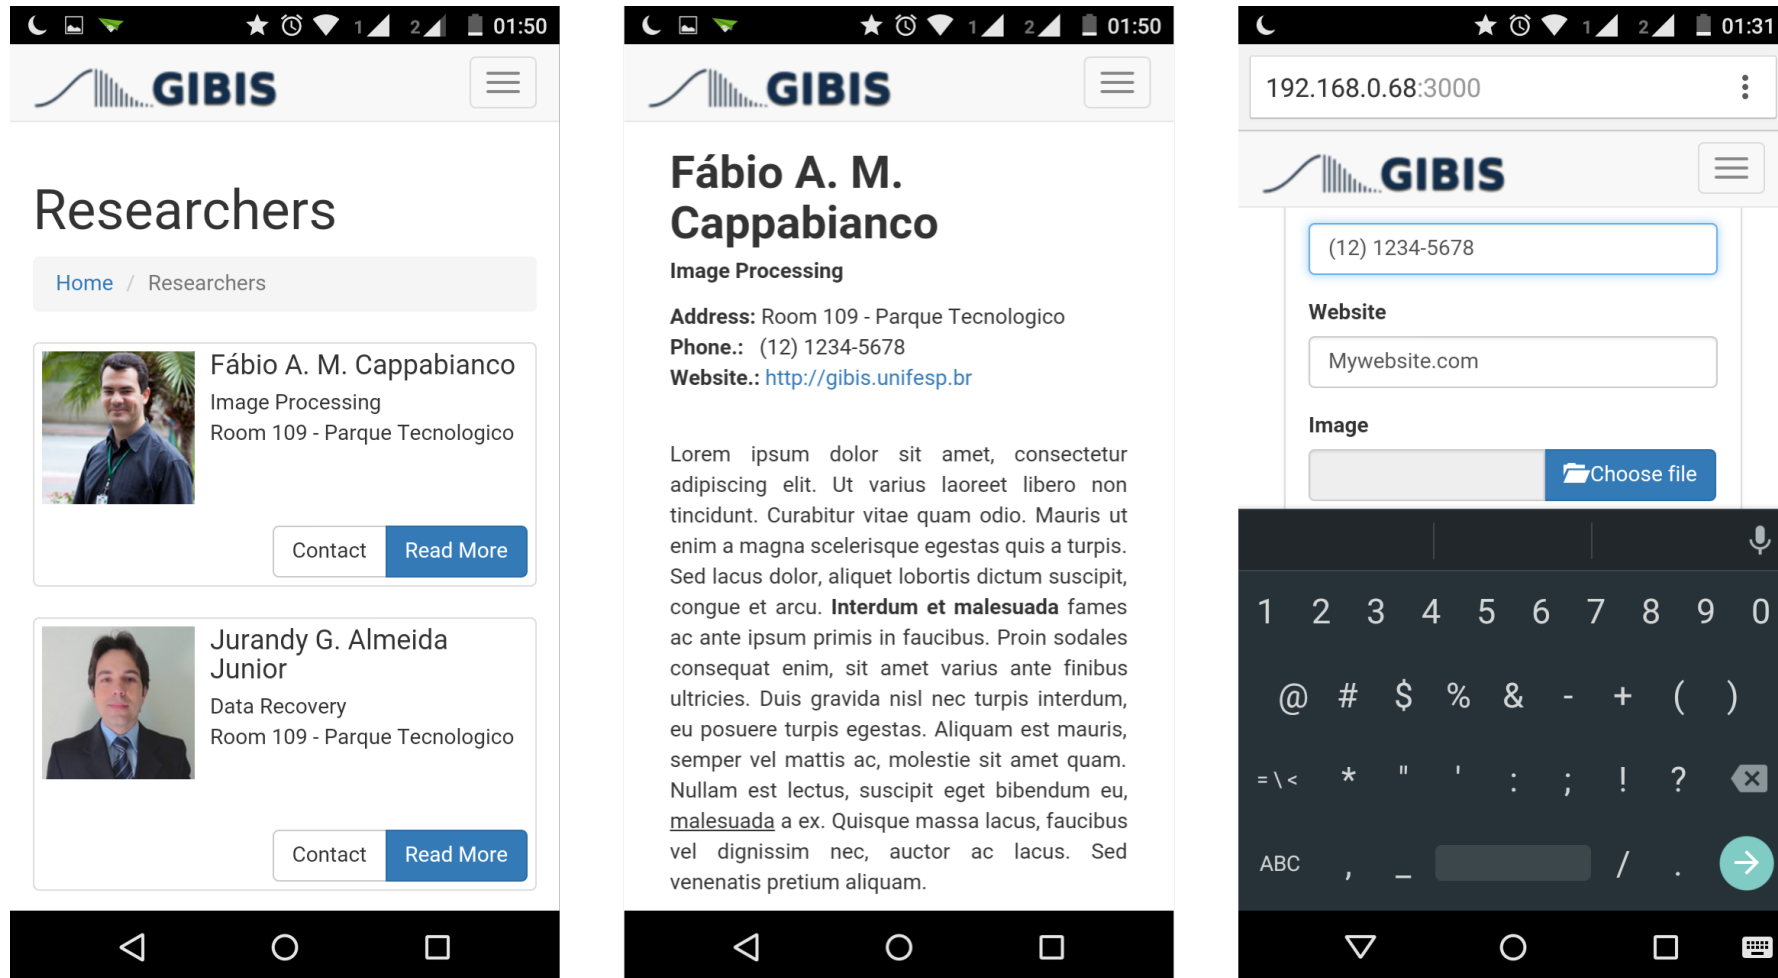 1 2 01:50
GIBIS
Researchers
Home / Researchers
Fábio A. M. Cappabianco
Image Processing
Room 109 - Parque Tecnologico
Contact Read More
Jurandy G. Almeida
Junior
Data Recovery
Room 109 - Parque Tecnologico
Contact Read More
1 2 01:50
GIBIS
Fábio A. M.
Cappabianco
Image Processing
Address: Room 109 - Parque Tecnologico
Phone.: (12) 1234-5678
Website.: http://gibis.unifesp.br
Lorem ipsum dolor sit amet, consectetur
adipiscing elit. Ut varius laoreet libero non
tincidunt. Curabitur vitae quam odio. Mauris ut
enim a magna scelerisque egestas quis a turpis.
Sed lacus dolor, aliquet lobortis dictum suscipit,
congue et arcu. Interdum et malesuada fames
ac ante ipsum primis in faucibus. Proin sodales
consequat enim, sit amet varius ante finibus
ultricies. Duis gravida nisl nec turpis interdum,
eu posuere turpis egestas. Aliquam est mauris,
semper vel mattis ac, molestie sit amet quam.
Nullam est lectus, suscipit eget bibendum eu,
malesuada a ex. Quisque massa lacus, faucibus
vel dignissim nec, auctor ac lacus. Sed
venenatis pretium aliquam.
1 2 01:31
192.168.0.68:3000
GIBIS
(12) 1234-5678
Website
Mywebsite.com
Image
Choose file
1 2 3 4 5 6 7 8 9 0
@ # $ % & - + ( )
= \ < * " ' : ; ! ?
ABC , _ / .